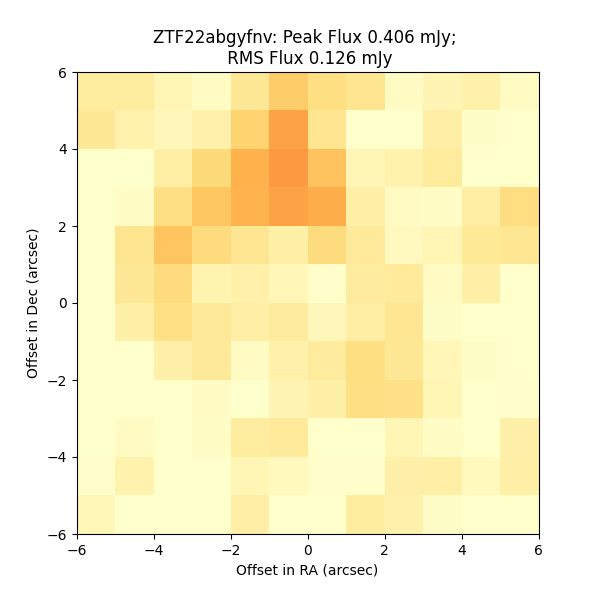 ZTF22abgyfnv: Peak Flux 0.406 mJy;
RMS Flux 0.126 mJy
6
4
2
0
−2
−4
−6
Offset in Dec (arcsec)
−6 −4 −2 0 2 4 6
Offset in RA (arcsec)